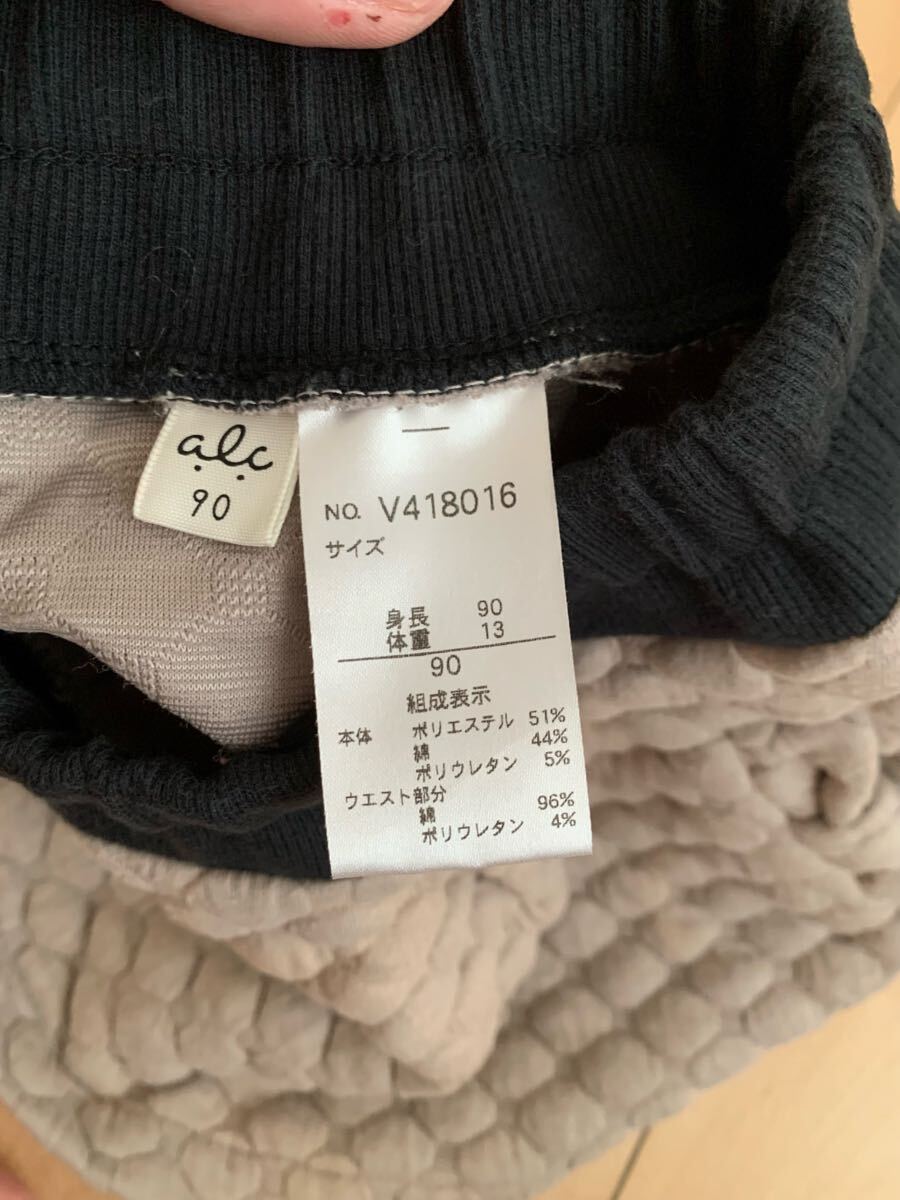 alc
90
NO. V418016
サイズ
身長 90
体重 13
90
組成表示
本体 ポリエステル 51%
綿 44%
ポリウレタン 5%
ウエスト部分
綿 96%
ポリウレタン 4%